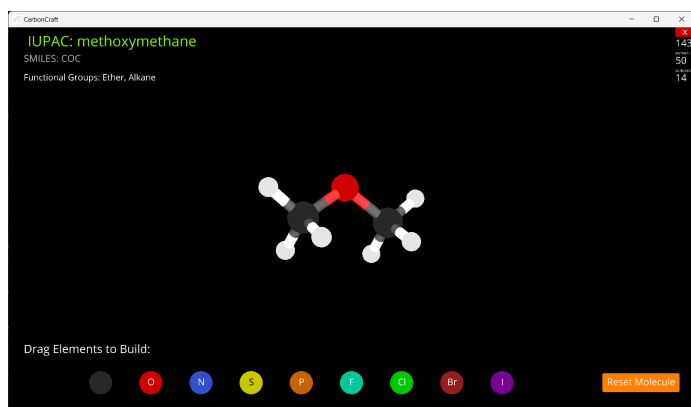 CarbonCraft
IUPAC: methoxymethane
SMILES: COC
Functional Groups: Ether, Alkane
X
143
50
14
Drag Elements to Build:
O N S P F Cl Br I
Reset Molecule